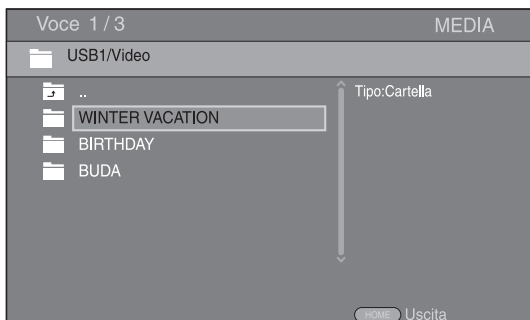 Voce 1/3 MEDIA
USB1/Video
.. Tipo:Cartella
WINTER VACATION
BIRTHDAY
BUDA
HOME Uscita